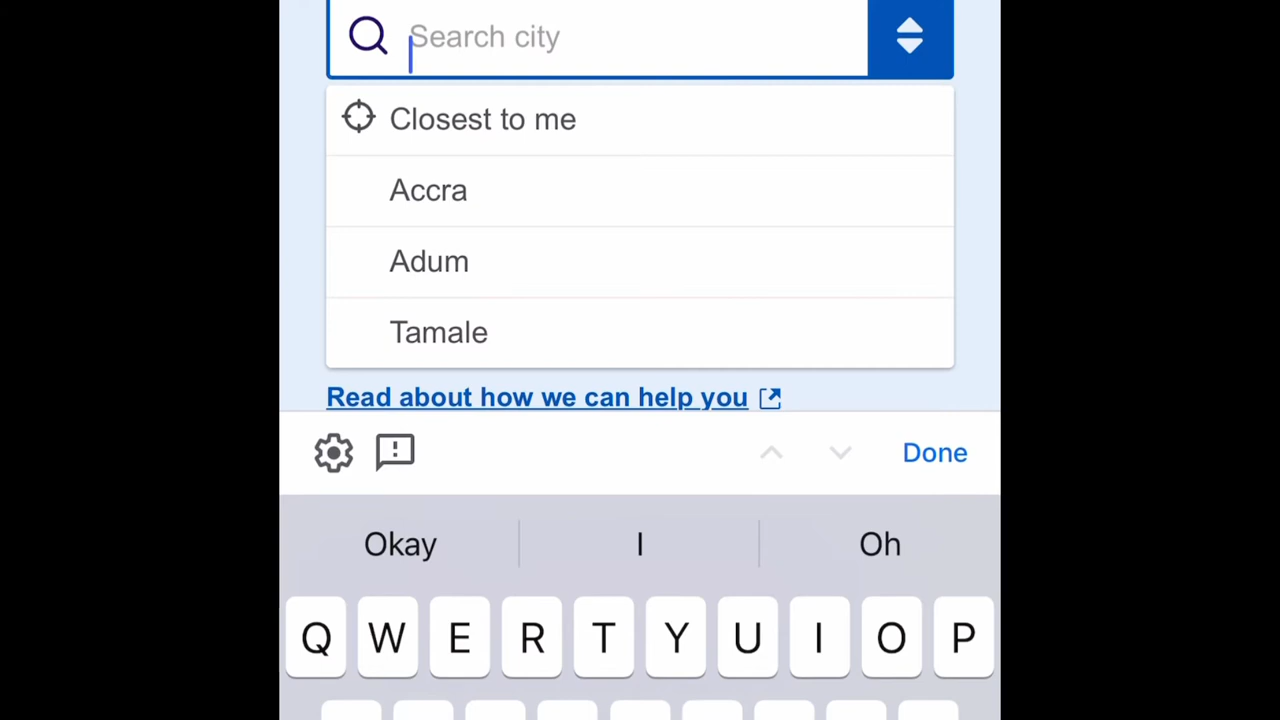 Search city
Closest to me
Accra
Adum
Tamale
Read about how we can help you
Done
Okay I Oh
Q W E R T Y U I O P